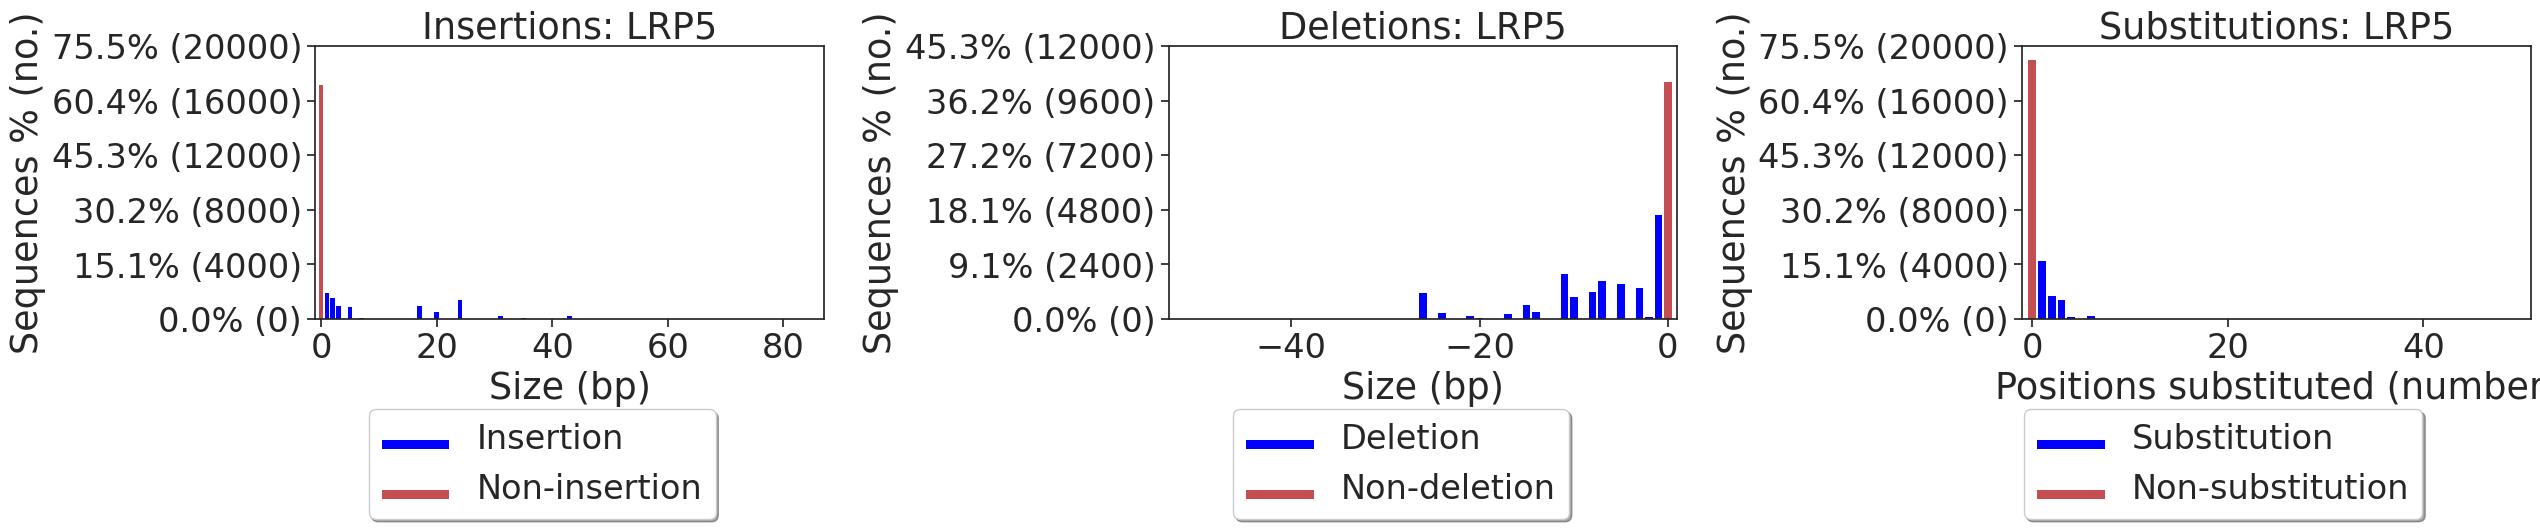 Insertions: LRP5
Sequences % (no.)
75.5% (20000)
60.4% (16000)
45.3% (12000)
30.2% (8000)
15.1% (4000)
0.0% (0)
0 20 40 60 80
Size (bp)
Insertion
Non-insertion
Deletions: LRP5
Sequences % (no.)
45.3% (12000)
36.2% (9600)
27.2% (7200)
18.1% (4800)
9.1% (2400)
0.0% (0)
−40 −20 0
Size (bp)
Deletion
Non-deletion
Substitutions: LRP5
Sequences % (no.)
75.5% (20000)
60.4% (16000)
45.3% (12000)
30.2% (8000)
15.1% (4000)
0.0% (0)
0 20 40
Positions substituted (number
Substitution
Non-substitution